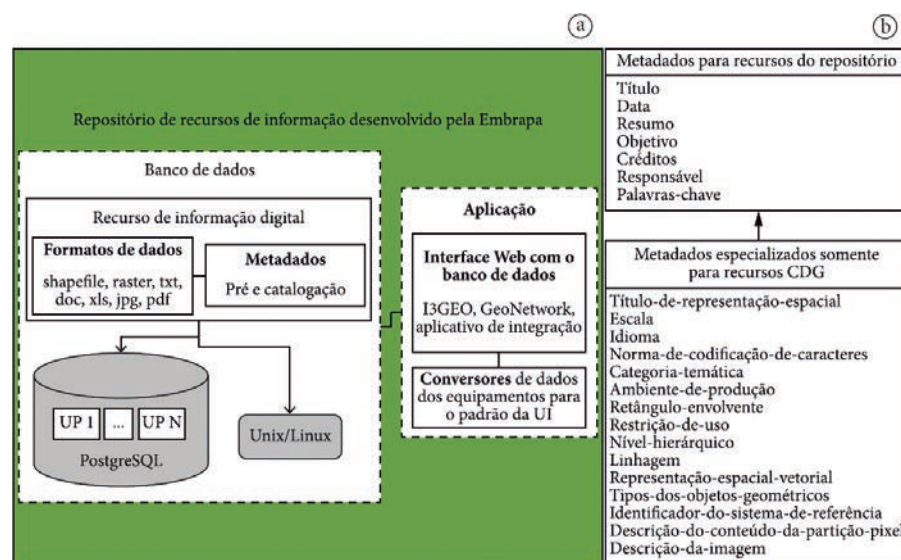 a
Repositório de recursos de informação desenvolvido pela Embrapa
Banco de dados
Recurso de informação digital
Formatos de dados
shapefile, raster, txt,
doc, xls, jpg, pdf
Metadados
Pré e catalogação
UP 1
...
UP N
PostgreSQL
Unix/Linux
Aplicação
Interface Web com o
banco de dados
I3GEO, GeoNetwork,
aplicativo de integração
Conversores de dados
dos equipamentos para
o padrão da UI
b
Metadados para recursos do repositório
Título
Data
Resumo
Objetivo
Créditos
Responsável
Palavras-chave
Metadados especializados somente
para recursos CDG
Título-de-representação-espacial
Escala
Idioma
Norma-de-codificação-de-caracteres
Categoria-temática
Ambiente-de-produção
Retângulo-envolvente
Restrição-de-uso
Nível-hierárquico
Linhagem
Representação-espacial-vetorial
Tipos-dos-objetos-geométricos
Identificador-do-sistema-de-referência
Descrição-do-conteúdo-da-partição-pixel
Descrição-da-imagem